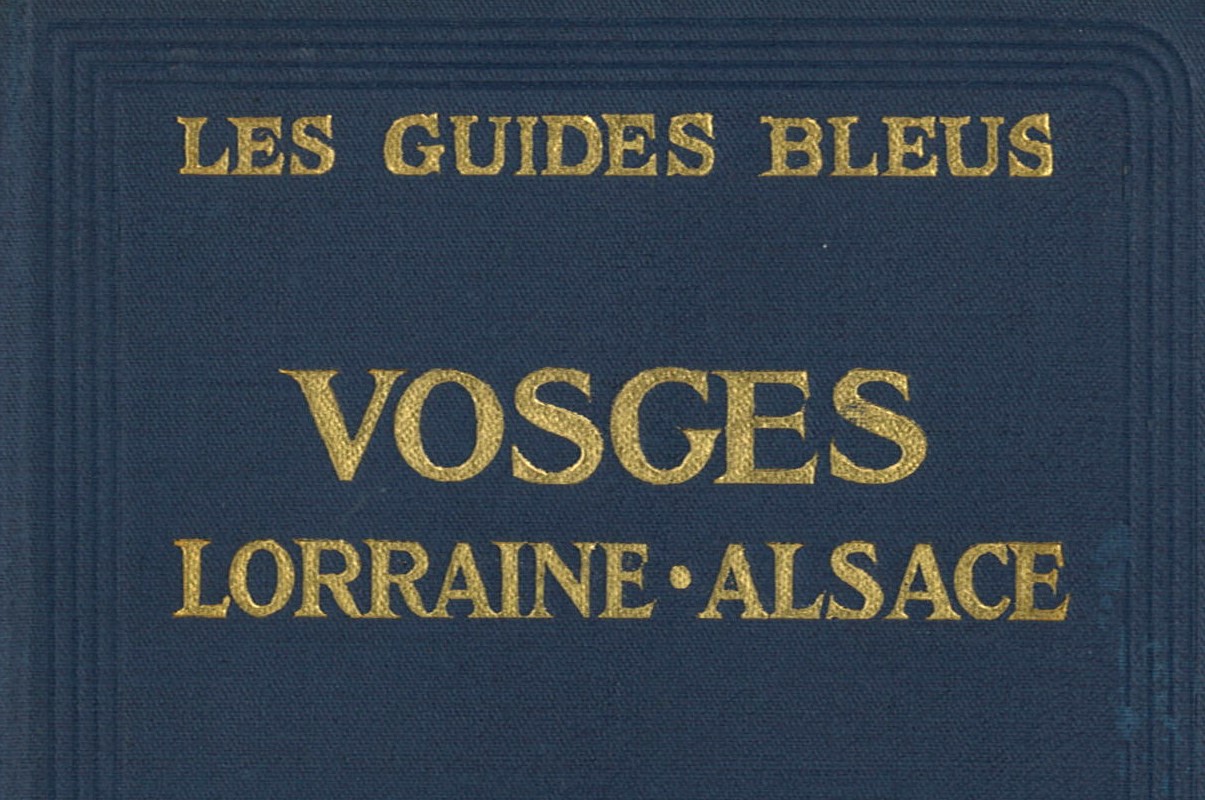 LES GUIDES BLEUS
VOSGES
LORRAINE • ALSACE